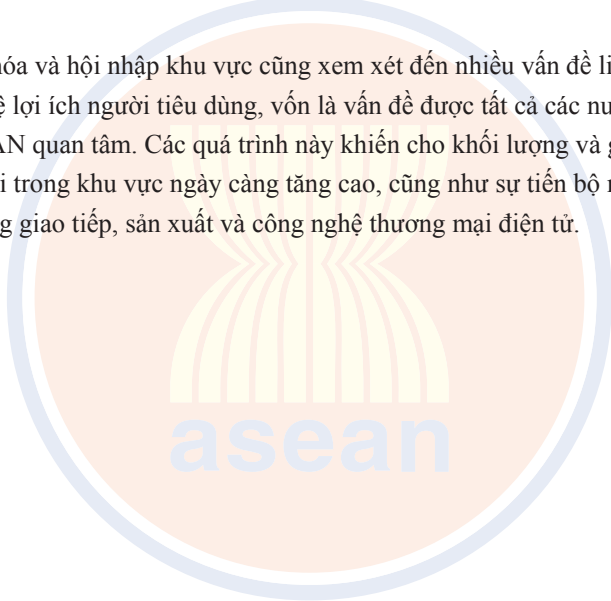 óa và hội nhập khu vực cũng xem xét đến nhiều vấn đề li
ệ lợi ích người tiêu dùng, vốn là vấn đề được tất cả các nư
AN quan tâm. Các quá trình này khiến cho khối lượng và g
i trong khu vực ngày càng tăng cao, cũng như sự tiến bộ
g giao tiếp, sản xuất và công nghệ thương mại điện tử.
asean